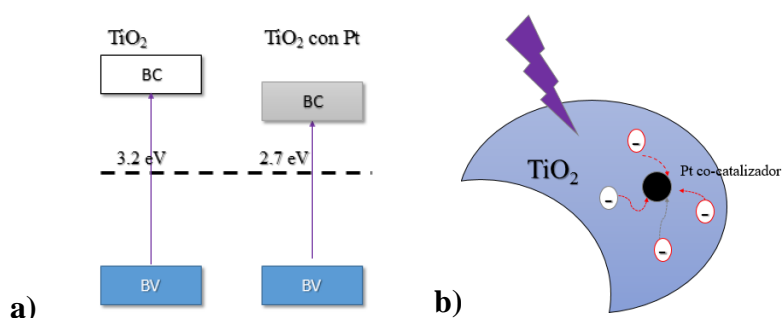 TiO₂
TiO₂ con Pt
BC
BC
3.2 eV
2.7 eV
BV
BV
a)
TiO₂
Pt co-catalizador
-
-
-
-
b)